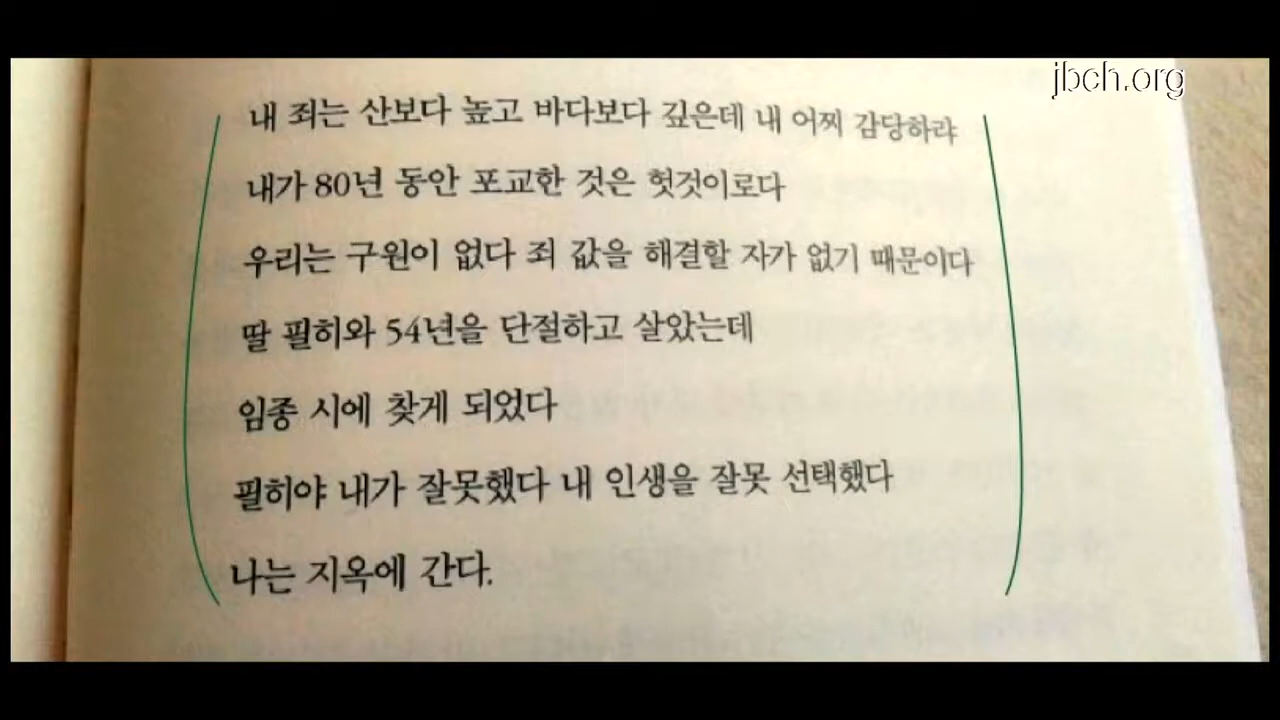 jbch.org
내 죄는 산보다 높고 바다보다 깊은데 내 어찌 감당하랴
내가 80년 동안 포교한 것은 헛것이로다
우리는 구원이 없다 죄 값을 해결할 자가 없기 때문이다
딸 필히와 54년을 단절하고 살았는데
임종 시에 찾게 되었다
필히야 내가 잘못했다 내 인생을 잘못 선택했다
나는 지옥에 간다.